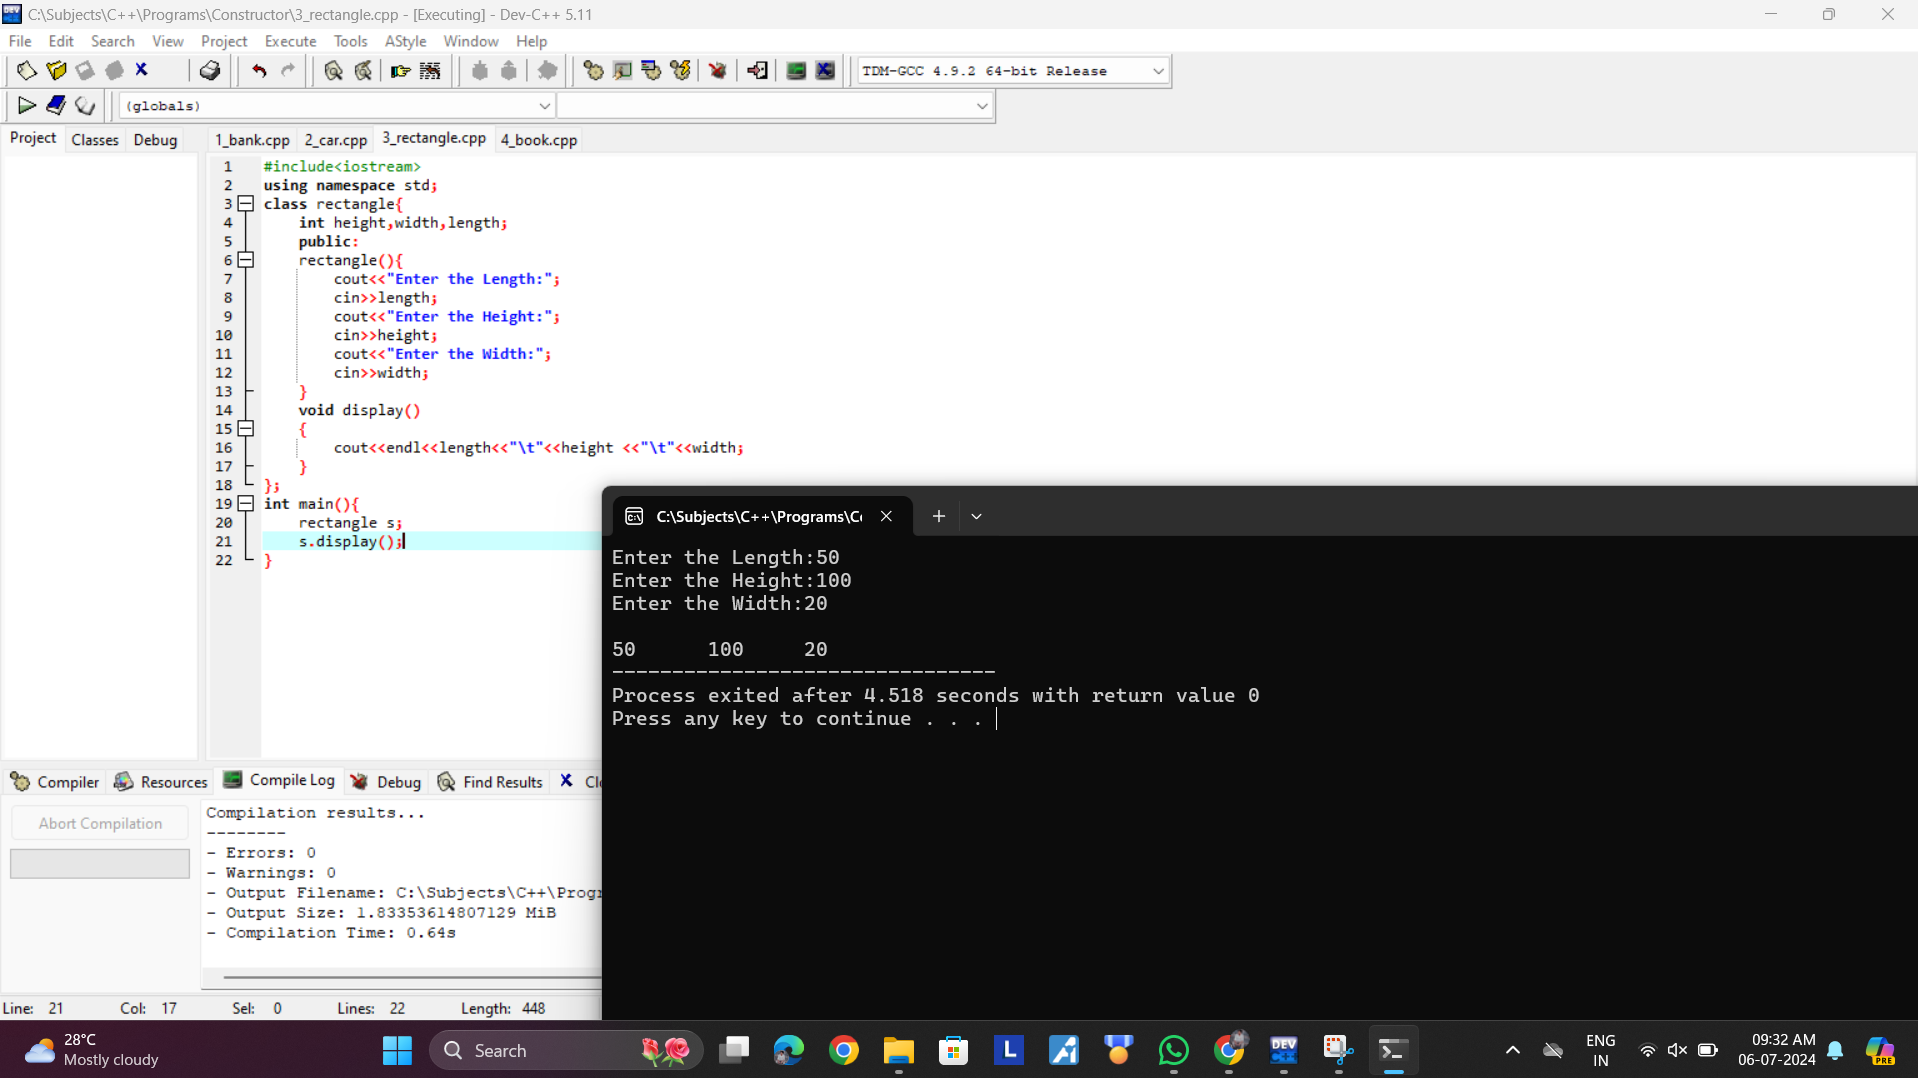 C:\Subjects\C++\Programs\Constructor\3_rectangle.cpp - [Executing] - Dev-C++ 5.11
File Edit Search View Project Execute Tools AStyle Window Help
TDM-GCC 4.9.2 64-bit Release
(globals)
Project Classes Debug 1_bank.cpp 2_car.cpp 3_rectangle.cpp 4_book.cpp
1 #include<iostream>
2 using namespace std;
3 class rectangle{
4 int height,width,length;
5 public:
6 rectangle(){
7 cout<<"Enter the Length:";
8 cin>>length;
9 cout<<"Enter the Height:";
10 cin>>height;
11 cout<<"Enter the Width:";
12 cin>>width;
13 }
14 void display()
15 {
16 cout<<endl<<length<<"\t"<<height <<"\t"<<width;
17 }
18 };
19 int main(){
20 rectangle s;
21 s.display();
22 }
C:\Subjects\C++\Programs\C
Enter the Length:50
Enter the Height:100
Enter the Width:20
50 100 20
--------------------------------
Process exited after 4.518 seconds with return value 0
Press any key to continue . . .
Compiler Resources Compile Log Debug Find Results Cl
Abort Compilation
Compilation results...
--------
- Errors: 0
- Warnings: 0
- Output Filename: C:\Subjects\C++\Progr
- Output Size: 1.83353614807129 MiB
- Compilation Time: 0.64s
Line: 21 Col: 17 Sel: 0 Lines: 22 Length: 448
28°C
Mostly cloudy
Search
L
DEV
ENG
IN
09:32 AM
06-07-2024
PRE